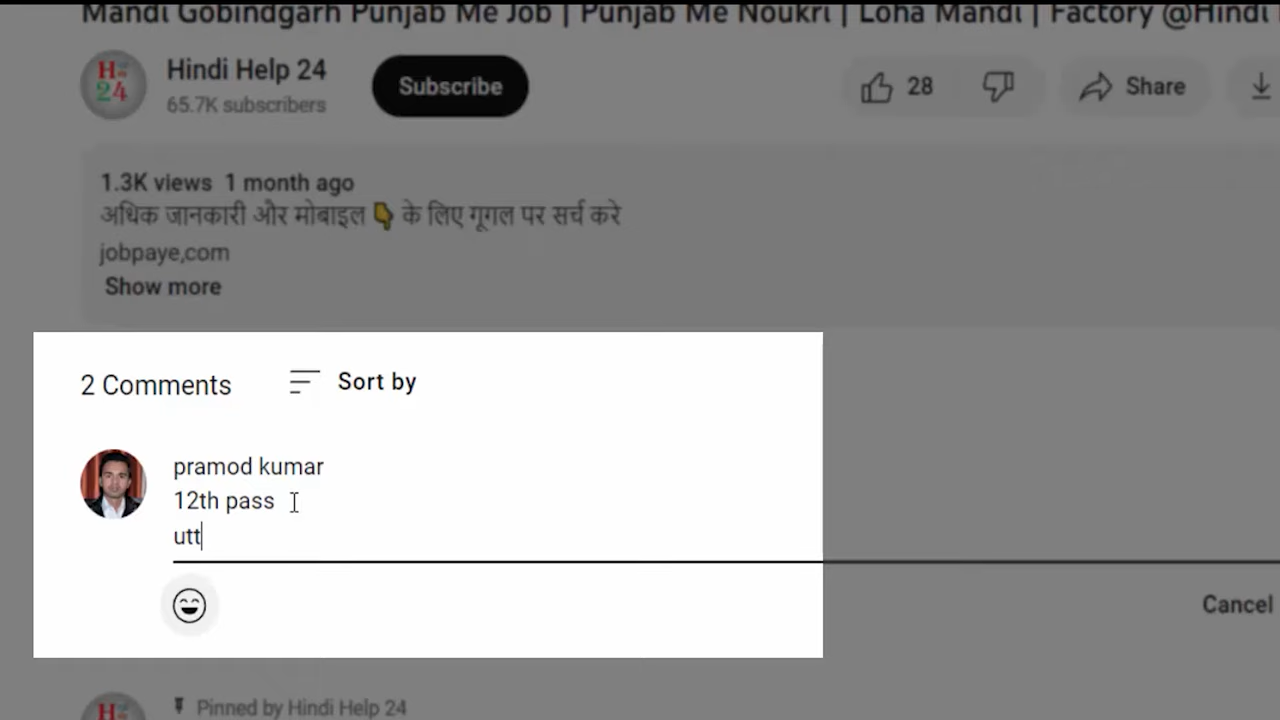 Mandi Gobindgarh Punjab Me Job | Punjab Me Noukri | Loha Mandi | Factory @Hindi
Hindi Help 24
65.7K subscribers
Subscribe
28
Share
1.3K views 1 month ago
अधिक जानकारी और मोबाइल 👇 के लिए गूगल पर सर्च करे
jobpaye,com
Show more
2 Comments
Sort by
pramod kumar
12th pass
utt
Cancel
Pinned by Hindi Help 24